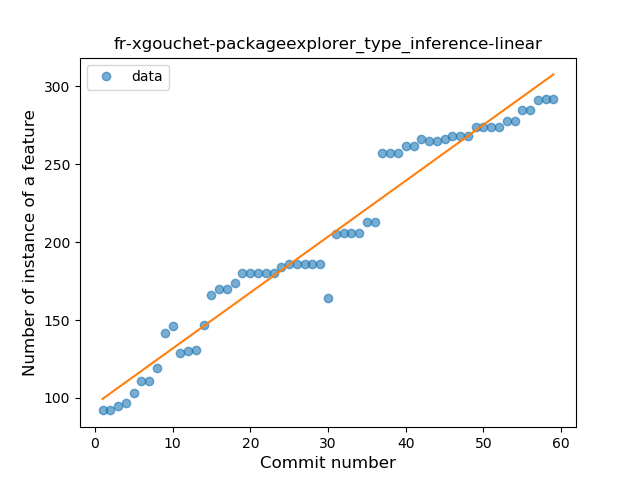 fr-xgouchet-packageexplorer_type_inference-linear
data
Number of instance of a feature
300
250
200
150
100
0 10 20 30 40 50 60
Commit number